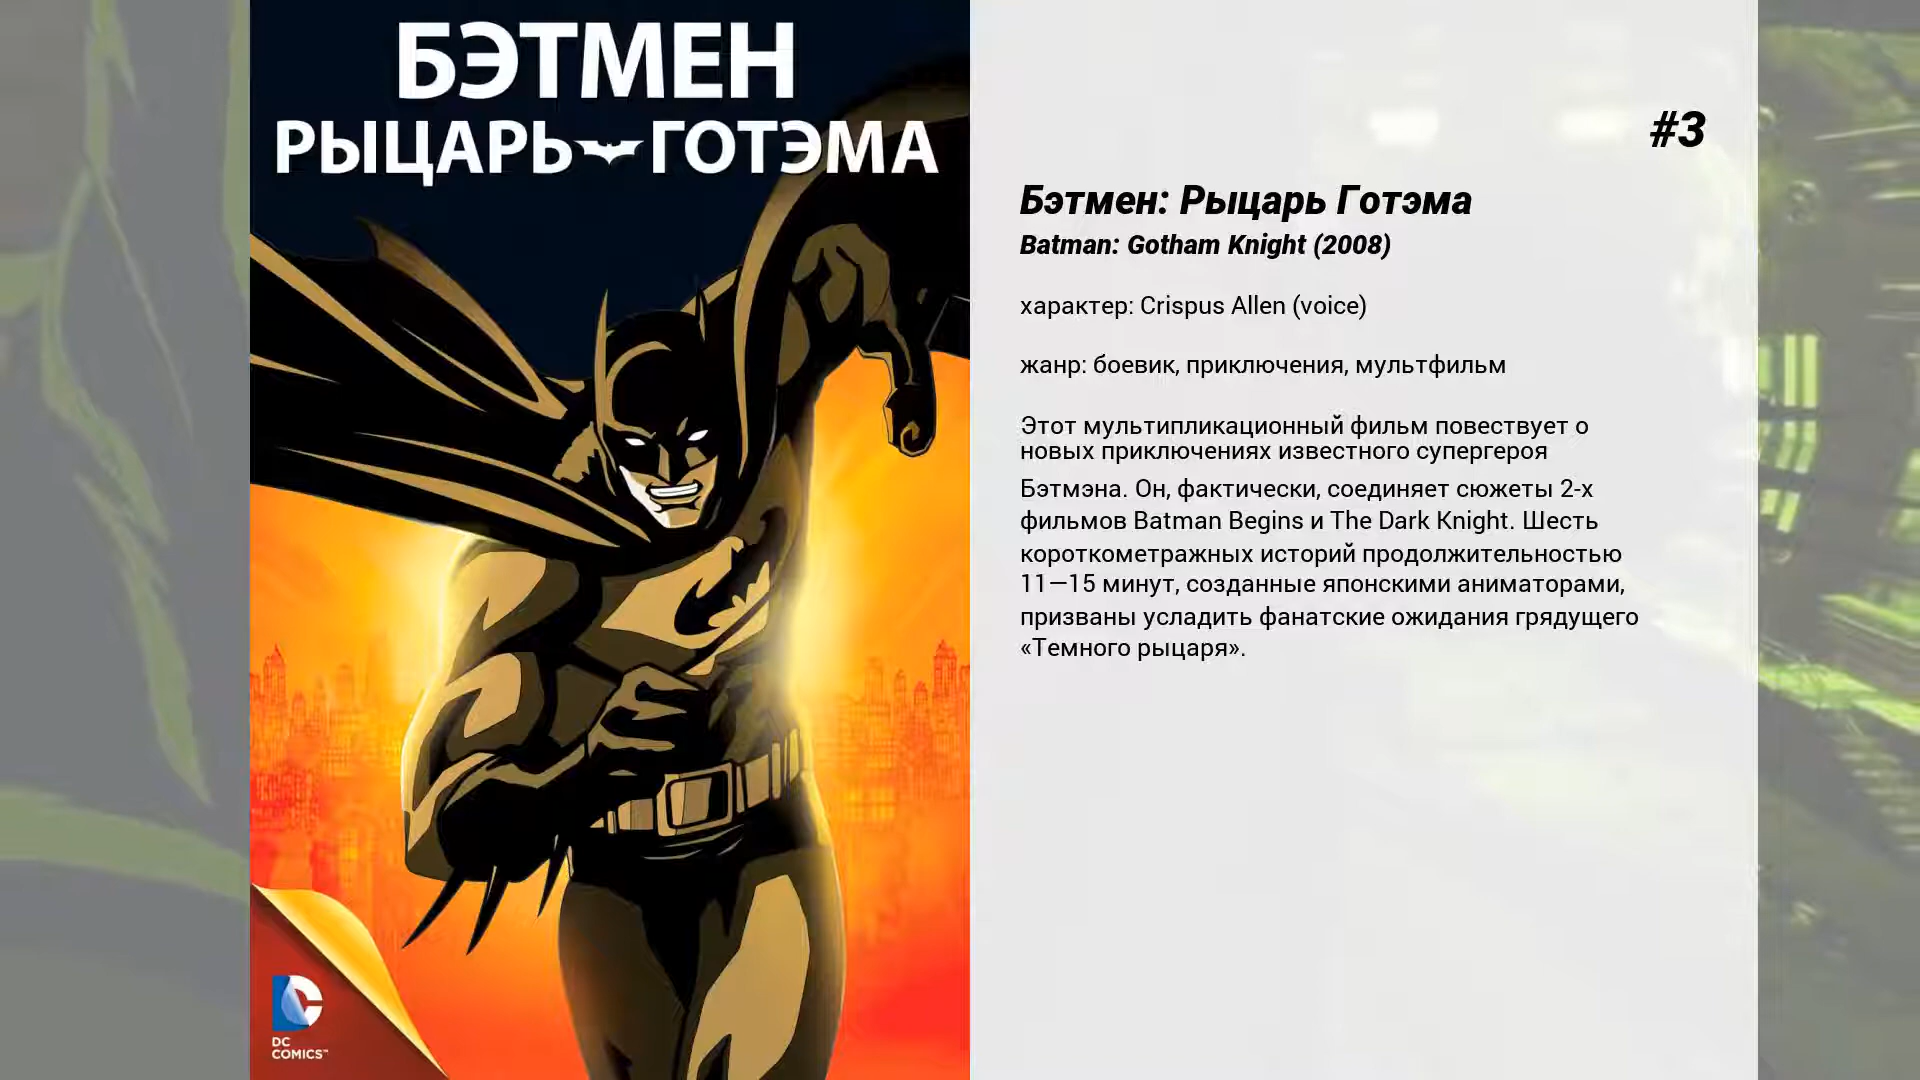 БЭТМЕН
РЫЦАРЬ ГОТЭМА
DC
COMICS™
#3
Бэтмен: Рыцарь Готэма
Batman: Gotham Knight (2008)
характер: Crispus Allen (voice)
жанр: боевик, приключения, мультфильм
Этот мультипликационный фильм повествует о
новых приключениях известного супергероя
Бэтмэна. Он, фактически, соединяет сюжеты 2-х
фильмов Batman Begins и The Dark Knight. Шесть
короткометражных историй продолжительностью
11—15 минут, созданные японскими аниматорами,
призваны усладить фанатские ожидания грядущего
«Темного рыцаря».